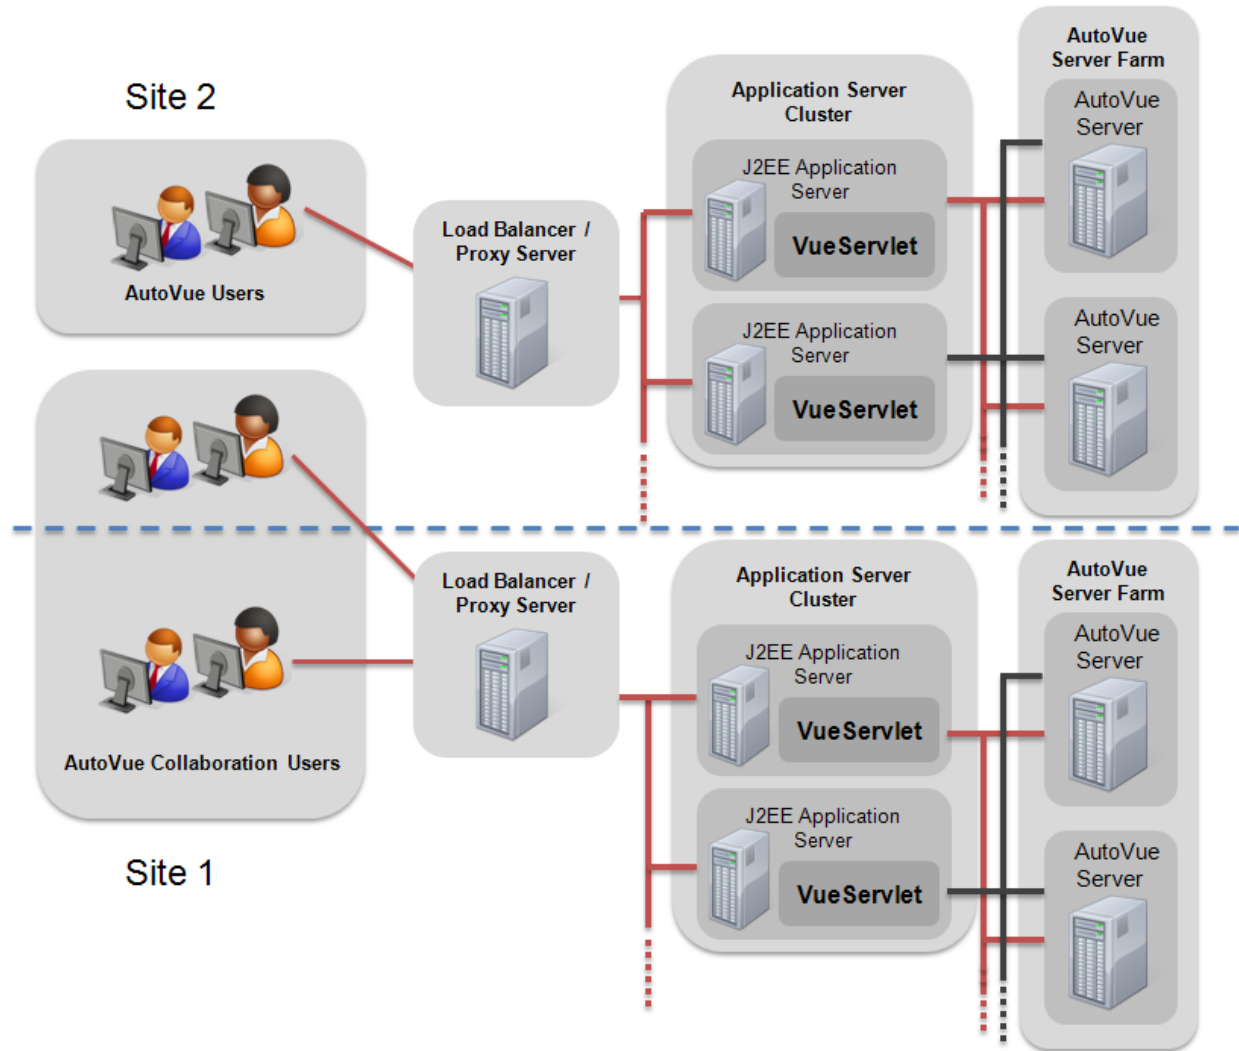 Site 2
AutoVue Users
Load Balancer /
Proxy Server
Application Server
Cluster
J2EE Application
Server
VueServlet
J2EE Application
Server
VueServlet
AutoVue
Server Farm
AutoVue
Server
AutoVue
Server
AutoVue Collaboration Users
Site 1
Load Balancer /
Proxy Server
Application Server
Cluster
J2EE Application
Server
VueServlet
J2EE Application
Server
VueServlet
AutoVue
Server Farm
AutoVue
Server
AutoVue
Server